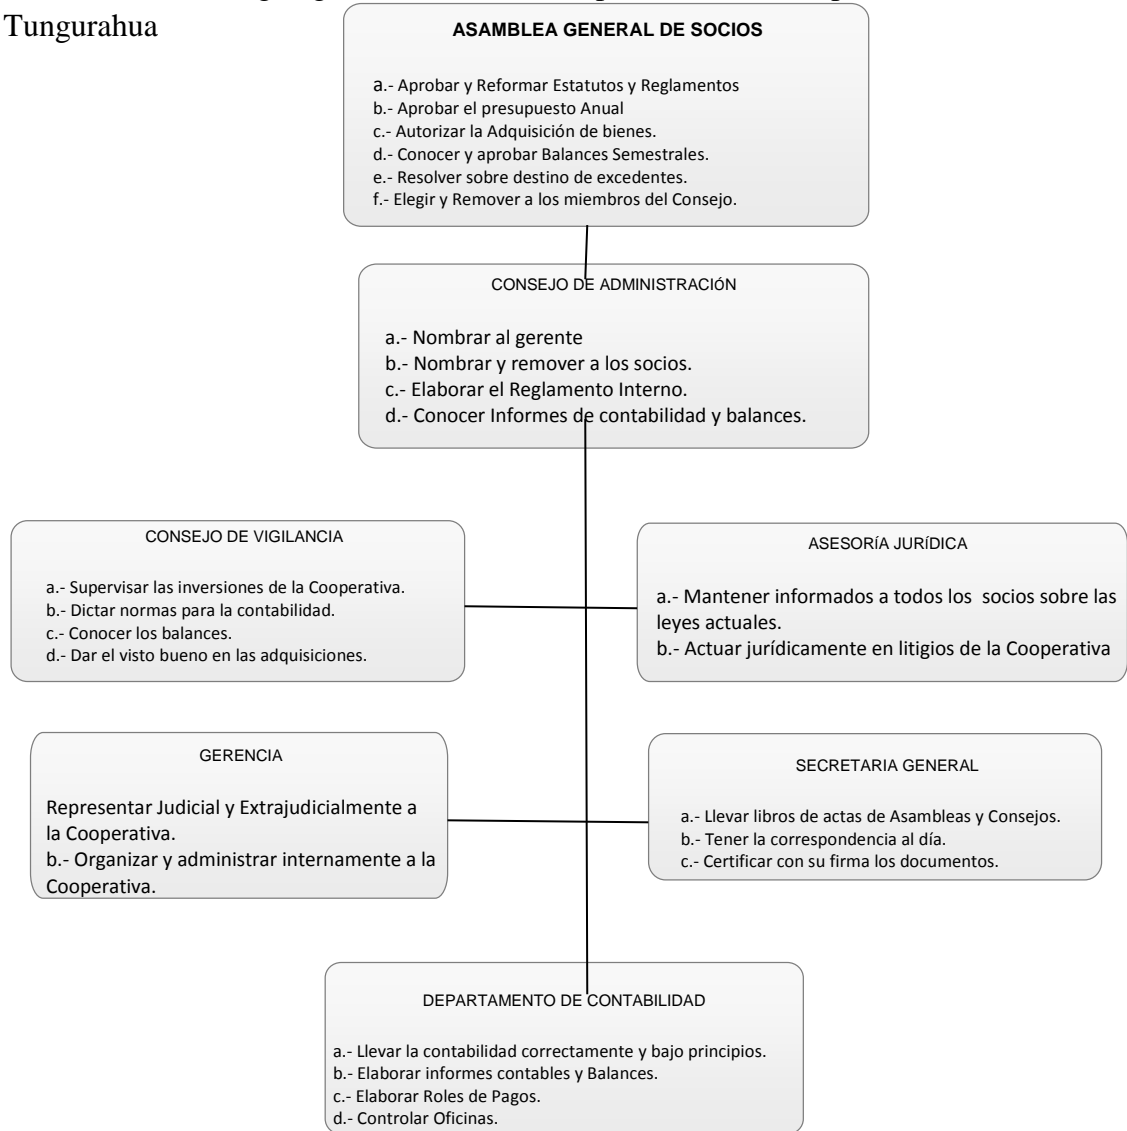 Tungurahua
ASAMBLEA GENERAL DE SOCIOS
a.- Aprobar y Reformar Estatutos y Reglamentos
b.- Aprobar el presupuesto Anual
c.- Autorizar la Adquisición de bienes.
d.- Conocer y aprobar Balances Semestrales.
e.- Resolver sobre destino de excedentes.
f.- Elegir y Remover a los miembros del Consejo.
CONSEJO DE ADMINISTRACIóN
a.- Nombrar al gerente
b.- Nombrar y remover a los socios.
c.- Elaborar el Reglamento Interno.
d.- Conocer Informes de contabilidad y balances.
CONSEJO DE VIGILANCIA
a.- Supervisar las inversiones de la Cooperativa.
b.- Dictar normas para la contabilidad.
c.- Conocer los balances.
d.- Dar el visto bueno en las adquisiciones.
ASESORíA JURíDICA
a.- Mantener informados a todos los socios sobre las
leyes actuales.
b.- Actuar jurídicamente en litigios de la Cooperativa
GERENCIA
Representar Judicial y Extrajudicialmente a
la Cooperativa.
b.- Organizar y administrar internamente a la
Cooperativa.
SECRETARIA GENERAL
a.- Llevar libros de actas de Asambleas y Consejos.
b.- Tener la correspondencia al día.
c.- Certificar con su firma los documentos.
DEPARTAMENTO DE CONTABILIDAD
a.- Llevar la contabilidad correctamente y bajo principios.
b.- Elaborar informes contables y Balances.
c.- Elaborar Roles de Pagos.
d.- Controlar Oficinas.